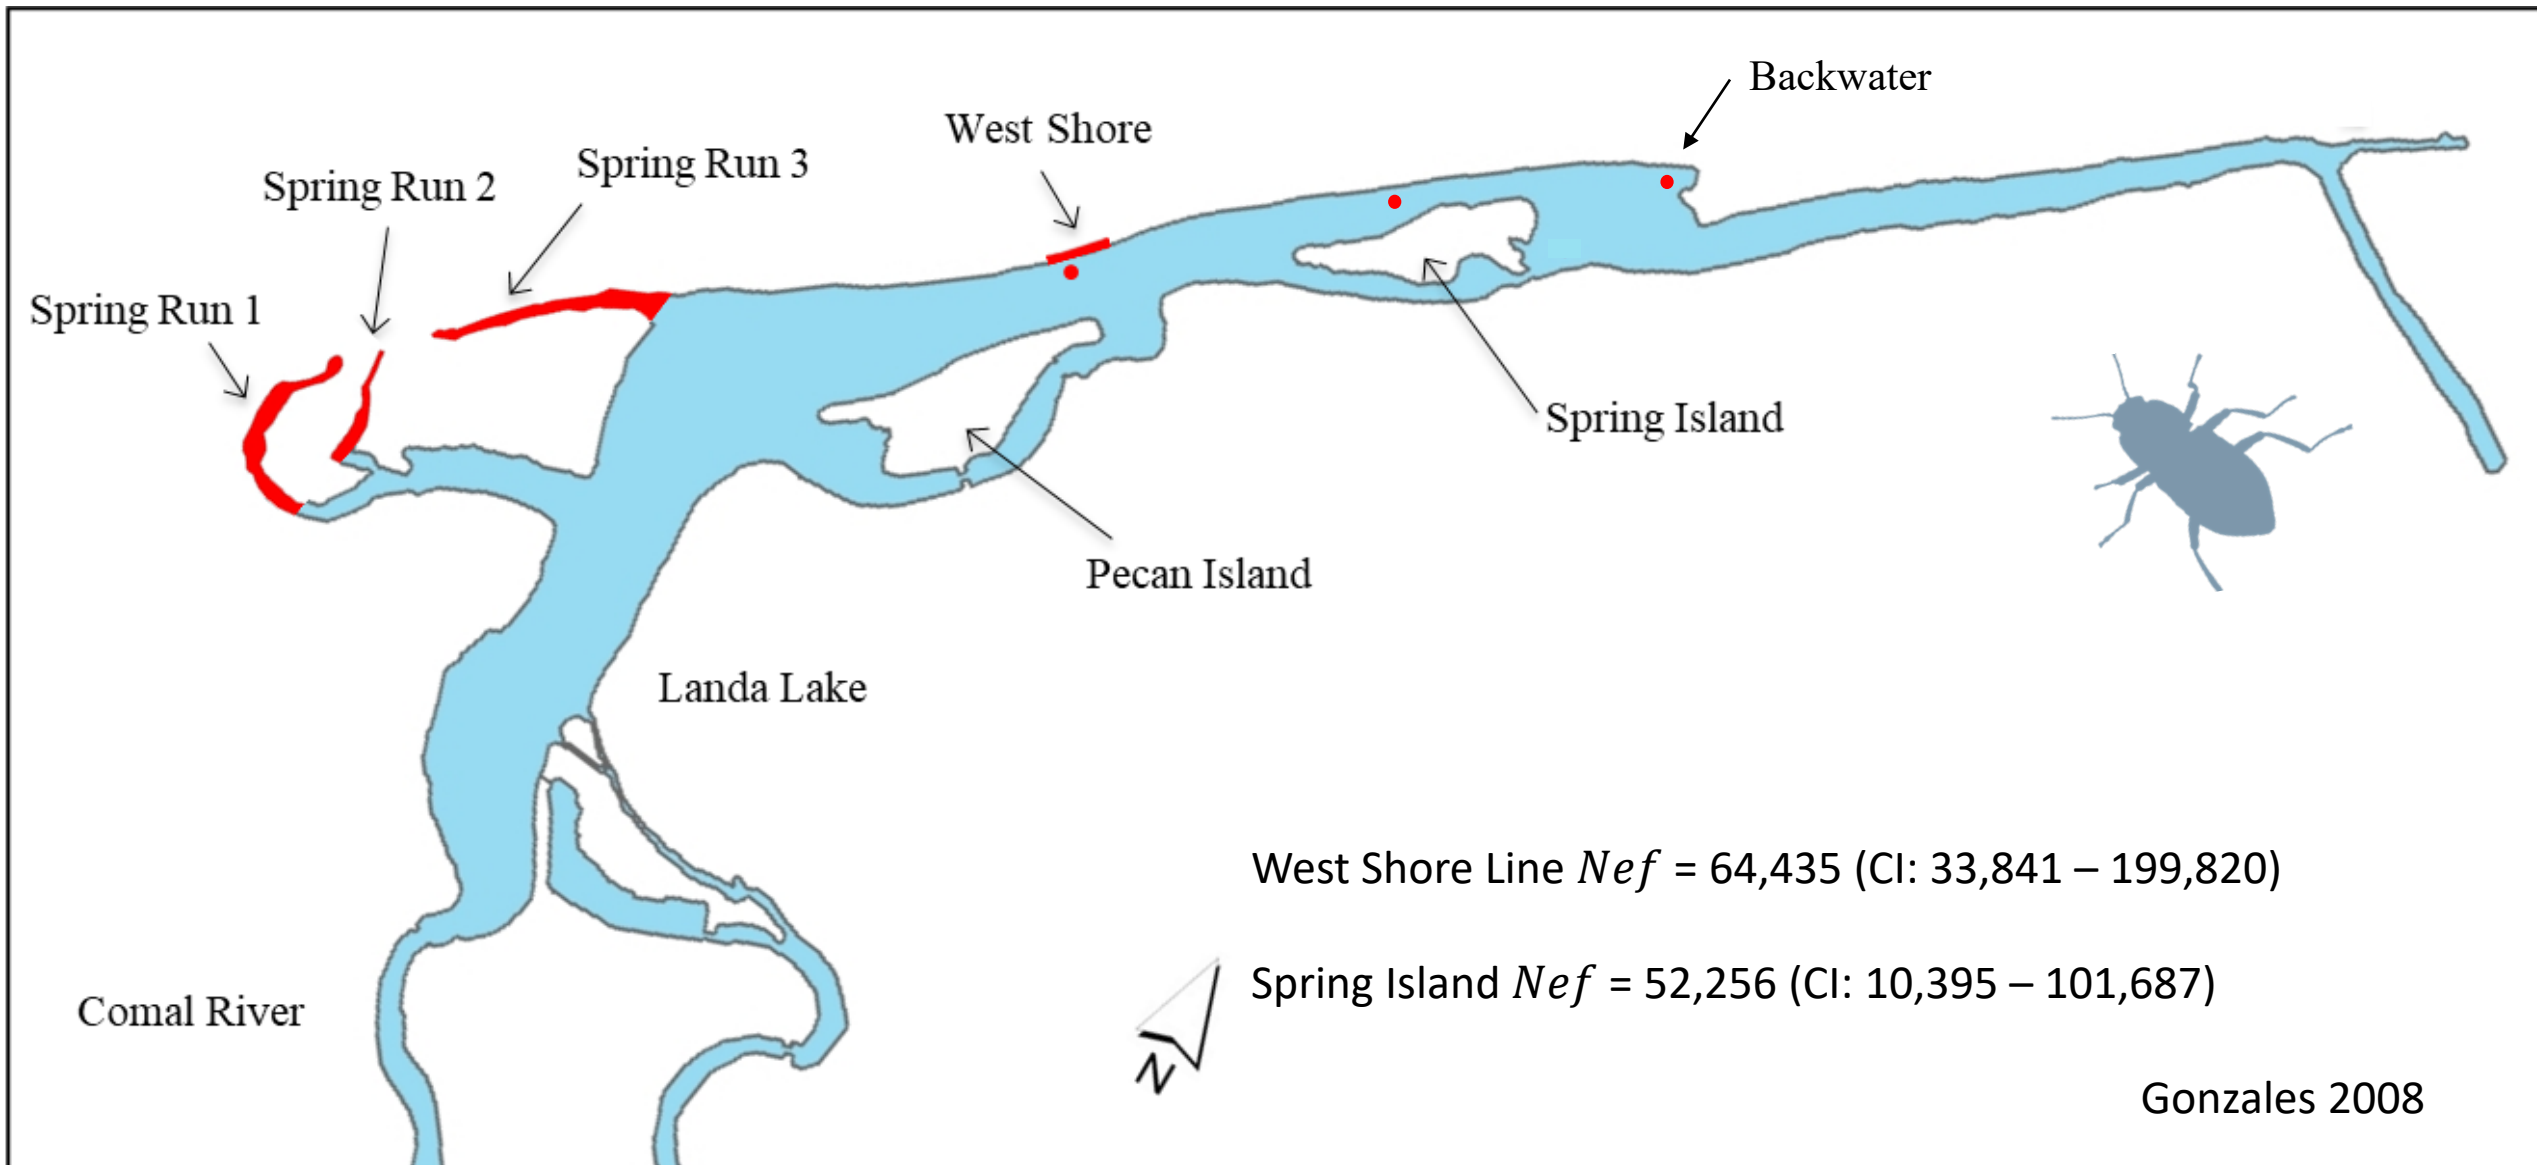 Backwater
West Shore
Spring Run 3
Spring Run 2
Spring Run 1
Spring Island
Pecan Island
Landa Lake
West Shore Line 𝑁𝑒𝑓 = 64,435 (CI: 33,841 – 199,820)
Spring Island 𝑁𝑒𝑓 = 52,256 (CI: 10,395 – 101,687)
Comal River
N
Gonzales 2008